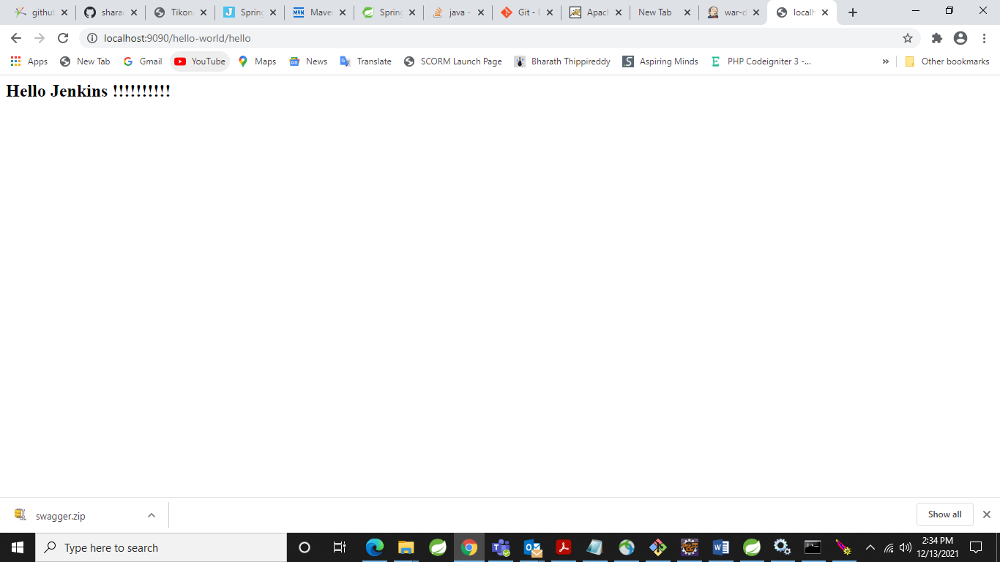 github
shara
Tikon
Spring
Mave
Spring
java -
Git - D
Apach
New Tab
war-d
localh
localhost:9090/hello-world/hello
Apps
New Tab
Gmail
YouTube
Maps
News
Translate
SCORM Launch Page
Bharath Thippireddy
Aspiring Minds
PHP Codeigniter 3 -...
Other bookmarks
Hello Jenkins !!!!!!!!!!
swagger.zip
Show all
Type here to search
2:34 PM
12/13/2021